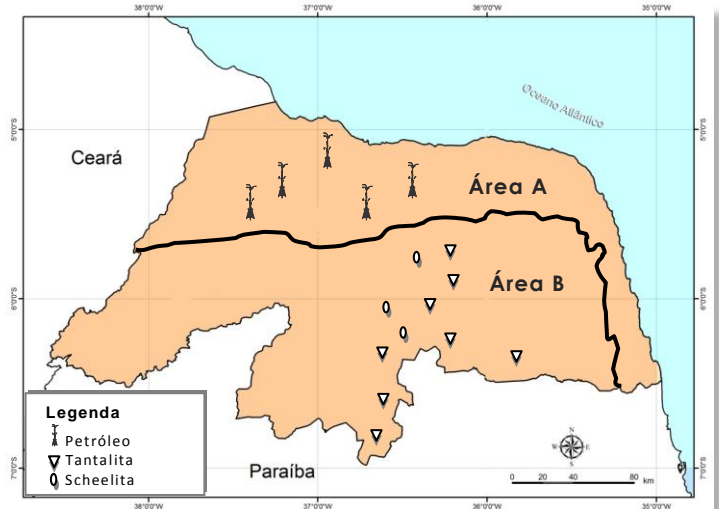 38°0'0"W 37°0'0"W 36°0'0"W 35°0'0"W
Oceano Atlântico
5°0'0"S 5°0'0"S
Ceará
Área A
Área B
6°0'0"S 6°0'0"S
Legenda
Petróleo
Tantalita
Scheelita
Paraíba
N
W E
S
7°0'0"S 7°0'0"S
0 20 40 80 km
38°0'0"W 37°0'0"W 36°0'0"W 35°0'0"W